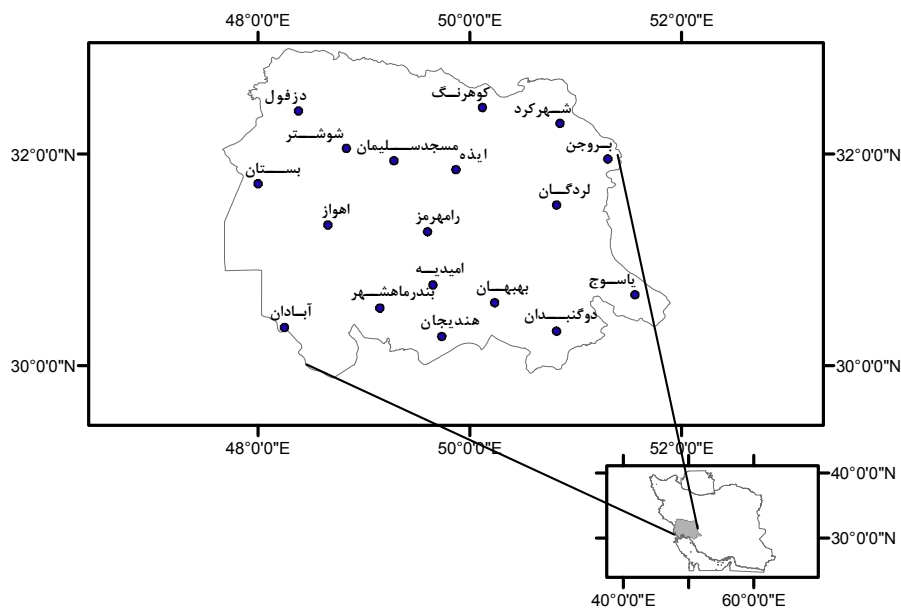 48°0'0"E 50°0'0"E 52°0'0"E
کوهرنگ
دزفول
شهرکرد
شوشتر
مسجدسلیمان
ایذه
بروجن
32°0'0"N 32°0'0"N
بستان
لردگان
اهواز
رامهرمز
امیدیه
یاسوج
بهبهان
بندرماهشهر
آبادان
هندیجان
دوگنبدان
30°0'0"N 30°0'0"N
48°0'0"E 50°0'0"E 52°0'0"E
40°0'0"N
30°0'0"N
40°0'0"E 60°0'0"E